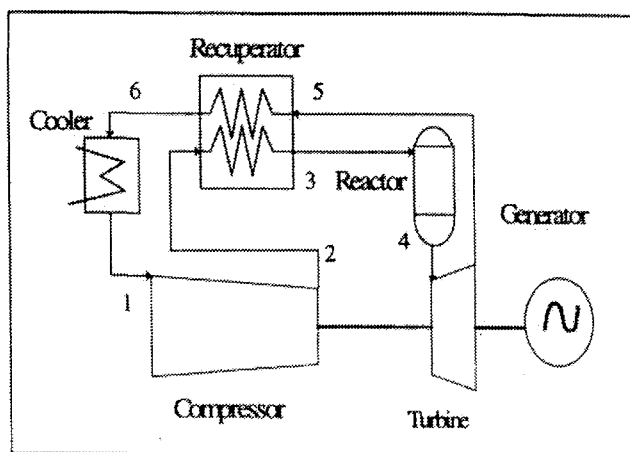 Recuperator
6
5
Cooler
3
Reactor
Generator
4
2
1
Compressor
Turbine